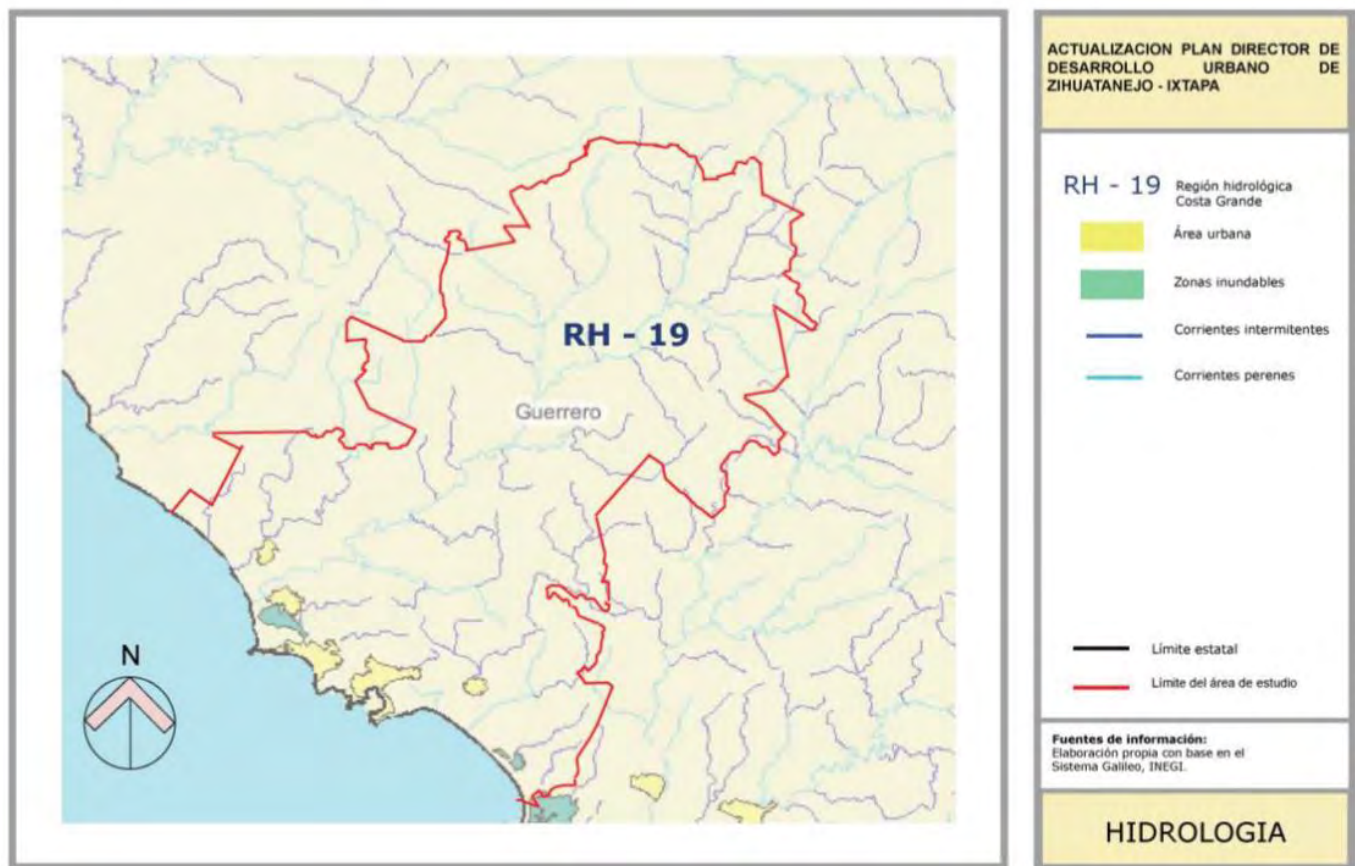 RH - 19
Guerrero
N
ACTUALIZACION PLAN DIRECTOR DE
DESARROLLO URBANO DE
ZIHUATANEJO - IXTAPA
RH - 19 Región hidrológica
Costa Grande
Área urbana
Zonas inundables
Corrientes intermitentes
Corrientes perenes
Límite estatal
Límite del área de estudio
Fuentes de información:
Elaboración propia con base en el
Sistema Galileo, INEGI.
HIDROLOGIA